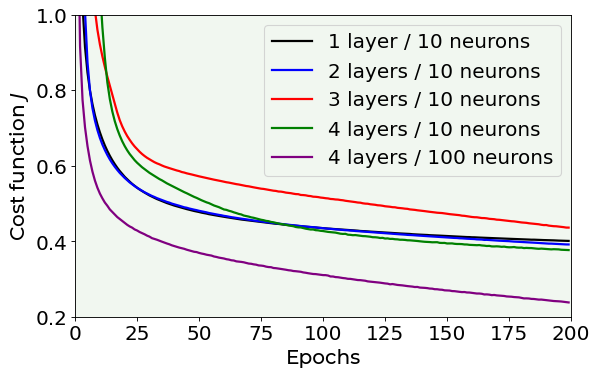 1.0
0.8
0.6
0.4
0.2
Cost function J
1 layer / 10 neurons
2 layers / 10 neurons
3 layers / 10 neurons
4 layers / 10 neurons
4 layers / 100 neurons
0 25 50 75 100 125 150 175 200
Epochs